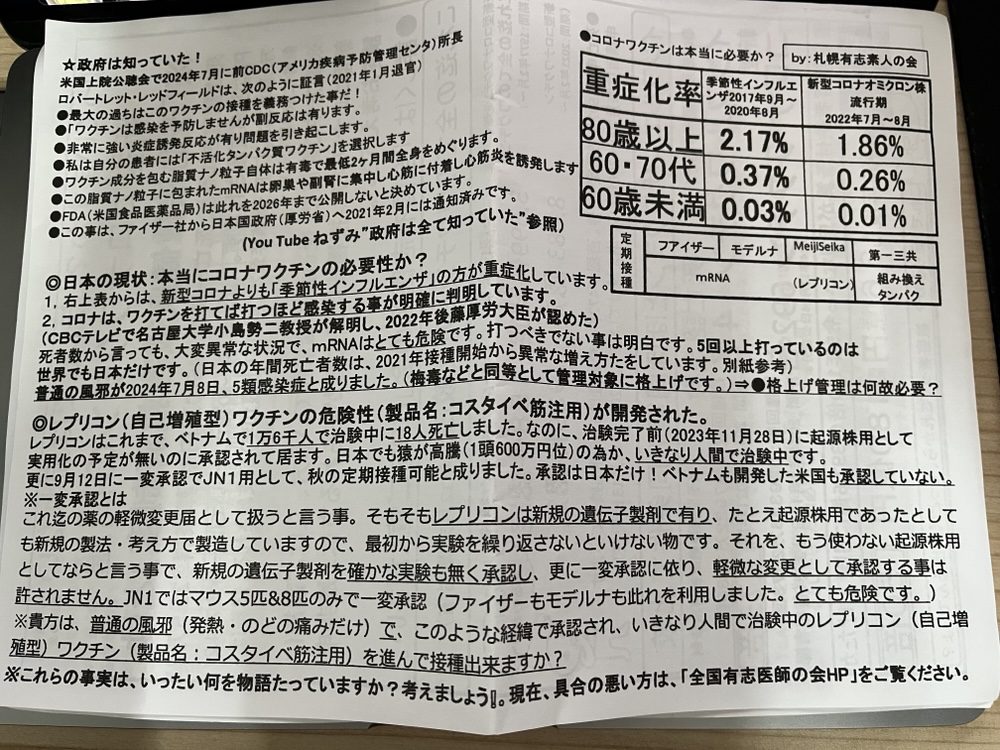 ☆政府は知っていた！
米国上院公聴会で2024年7月に前CDC（アメリカ疾病予防管理センタ）所長
ロバートレット・レッドフィールドは、次のように証言（2021年1月退官）
●最大の過ちはこのワクチンの接種を義務つけた事だ！
●「ワクチンは感染を予防しませんが副反応は有ります。
●非常に強い炎症誘発反応が有り問題を引き起こします。
●私は自分の患者には「不活化タンパク質ワクチン」を選択します
●ワクチン成分を包む脂質ナノ粒子自体は有毒で最低2ヶ月間全身をめぐります。
●この脂質ナノ粒子に包まれたmRNAは卵巣や副腎に集中し心筋に付着し心筋炎を誘発します
●FDA（米国食品医薬品局）は此れを2026年まで公開しないと決めています。
●この事は、ファイザー社から日本国政府（厚労省）へ2021年2月には通知済みです。
（You Tube ねずみ”政府は全て知っていた”参照）
●コロナワクチンは本当に必要か？ by：札幌有志素人の会
重症化率 季節性インフルエンザ2017年9月～2020年8月 新型コロナオミクロン株流行期2022年7月～8月
80歳以上 2.17% 1.86%
60・70代 0.37% 0.26%
60歳未満 0.03% 0.01%
定期接種 ファイザー モデルナ MeijiSeika 第一三共
mRNA （レプリコン） 組み換えタンパク
◎日本の現状：本当にコロナワクチンの必要性か？
1，右上表からは、新型コロナよりも「季節性インフルエンザ」の方が重症化しています。
2，コロナは、ワクチンを打てば打つほど感染する事が明確に判明しています。
（CBCテレビで名古屋大学小島勢二教授が解明し、2022年後藤厚労大臣が認めた）
死者数から言っても、大変異常な状況で、mRNAはとても危険です。打つべきでない事は明白です。5回以上打っているのは
世界でも日本だけです。（日本の年間死亡者数は、2021年接種開始から異常な増え方たをしています。別紙参考）
普通の風邪が2024年7月8日、5類感染症と成りました。（梅毒などと同等として管理対象に格上げです。）⇒●格上げ管理は何故必要？
◎レプリコン（自己増殖型）ワクチンの危険性（製品名：コスタイベ筋注用）が開発された。
レプリコンはこれまで、ベトナムで1万6千人で治験中に18人死亡しました。なのに、治験完了前（2023年11月28日）に起源株用として
実用化の予定が無いのに承認されて居ます。日本でも猿が高騰（1頭600万円位）の為か、いきなり人間で治験中です。
更に9月12日に一変承認でJN1用として、秋の定期接種可能と成りました。承認は日本だけ！ベトナムも開発した米国も承認していない。
※一変承認とは
これ迄の薬の軽微変更届として扱うと言う事。そもそもレプリコンは新規の遺伝子製剤で有り、たとえ起源株用であったとして
も新規の製法・考え方で製造していますので、最初から実験を繰り返さないといけない物です。それを、もう使わない起源株用
としてならと言う事で、新規の遺伝子製剤を確かな実験も無く承認し、更に一変承認に依り、軽微な変更として承認する事は
許されません。JN1ではマウス5匹&8匹のみで一変承認（ファイザーもモデルナも此れを利用しました。とても危険です。）
※貴方は、普通の風邪（発熱・のどの痛みだけ）で、このような経緯で承認され、いきなり人間で治験中のレプリコン（自己増
殖型）ワクチン（製品名：コスタイベ筋注用）を進んで接種出来ますか？
※これらの事実は、いったい何を物語たっていますか？考えましょう！。現在、具合の悪い方は、「全国有志医師の会HP」をご覧ください。